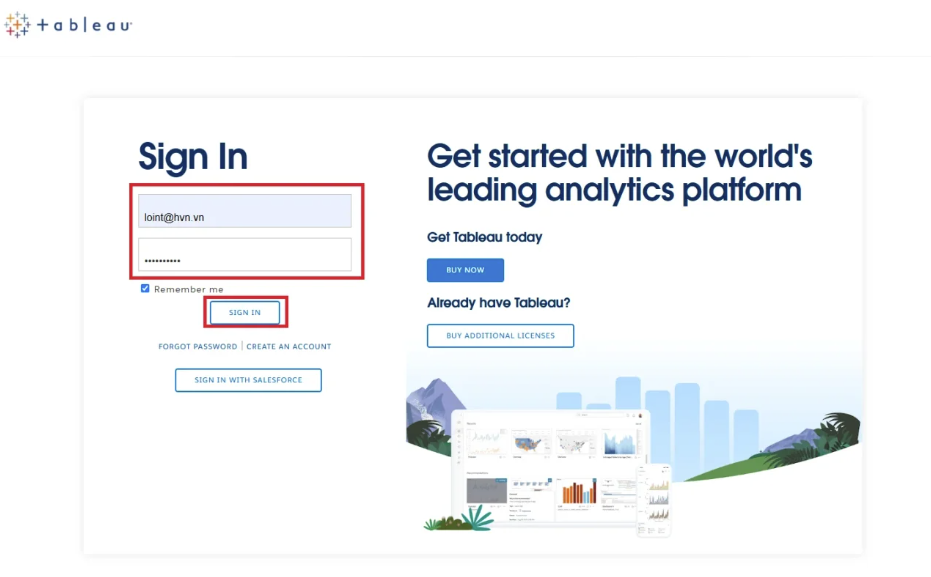 +ableau
Sign In
loint@hvn.vn
••••••••••
Remember me
SIGN IN
FORGOT PASSWORD | CREATE AN ACCOUNT
SIGN IN WITH SALESFORCE
Get started with the world's
leading analytics platform
Get Tableau today
BUY NOW
Already have Tableau?
BUY ADDITIONAL LICENSES